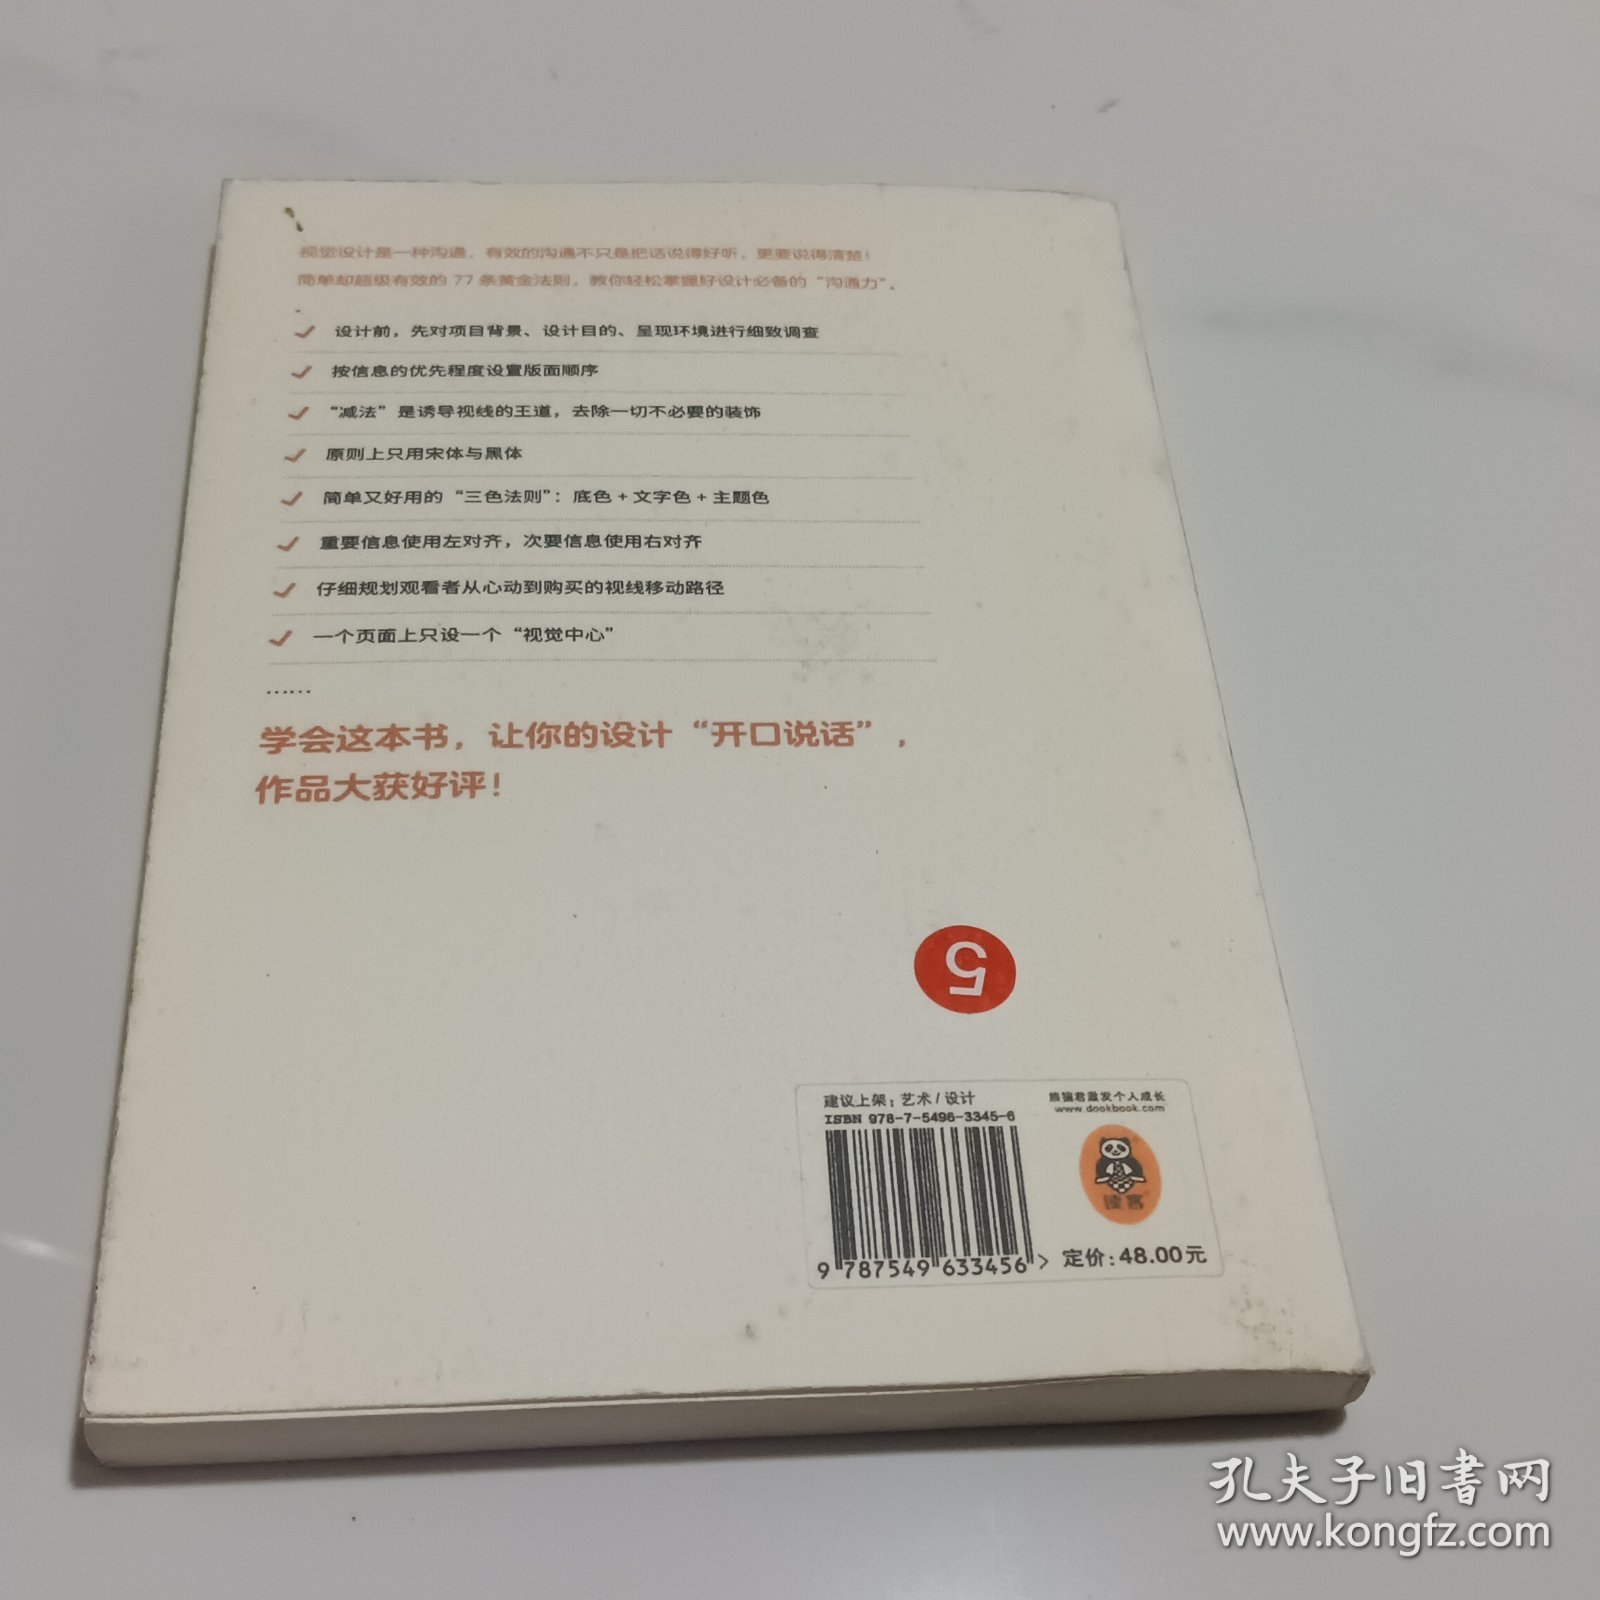 视觉设计是一种沟通，有效的沟通不只是把话说得好听，更要说得清楚！
简单却超级有效的 77 条黄金法则，教你轻松掌握好设计必备的“沟通力”。
设计前，先对项目背景、设计目的、呈现环境进行细致调查
按信息的优先程度设置版面顺序
“减法”是诱导视线的王道，去除一切不必要的装饰
原则上只用宋体与黑体
简单又好用的“三色法则”：底色 + 文字色 + 主题色
重要信息使用左对齐，次要信息使用右对齐
仔细规划观看者从心动到购买的视线移动路径
一个页面上只设一个“视觉中心”
……
学会这本书，让你的设计“开口说话”，
作品大获好评！
5
建议上架：艺术 / 设计
ISBN 978-7-5496-3345-6
9 787549 633456 >
熊猫君激发个人成长
www.dookbook.com
读客
定价：48.00元
孔夫子旧书网
www.kongfz.com